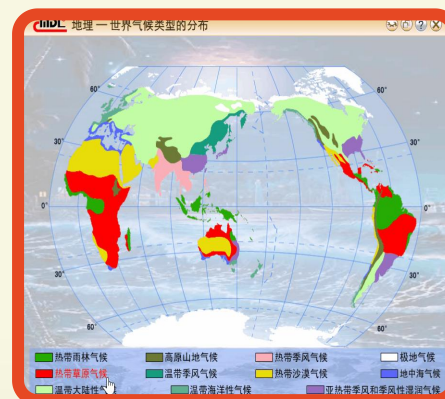 MDL 地理 — 世界气候类型的分布
60° 60°
30° 30°
0° 0°
30° 30°
60° 60°
热带雨林气候 高原山地气候 热带季风气候 极地气候
热带草原气候 温带季风气候 热带沙漠气候 地中海气候
温带大陆性气候 温带海洋性气候 亚热带季风和季风性湿润气候